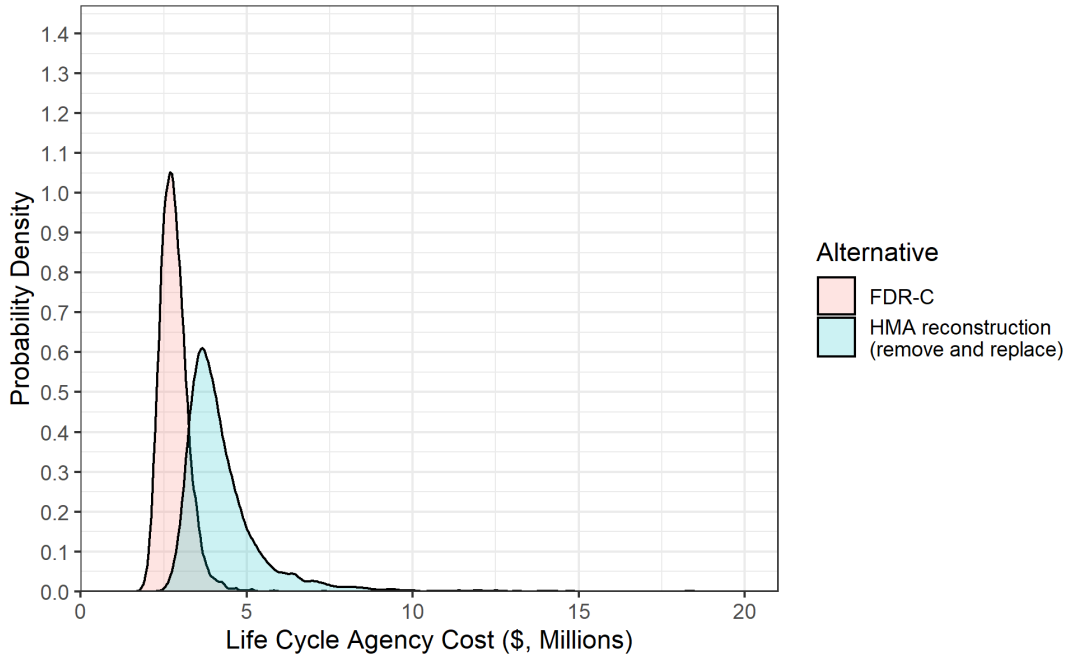 1.4
1.3
1.2
1.1
1.0
0.9
0.8
0.7
0.6
0.5
0.4
0.3
0.2
0.1
0.0
Probability Density
0 5 10 15 20
Life Cycle Agency Cost ($, Millions)
Alternative
FDR-C
HMA reconstruction
(remove and replace)